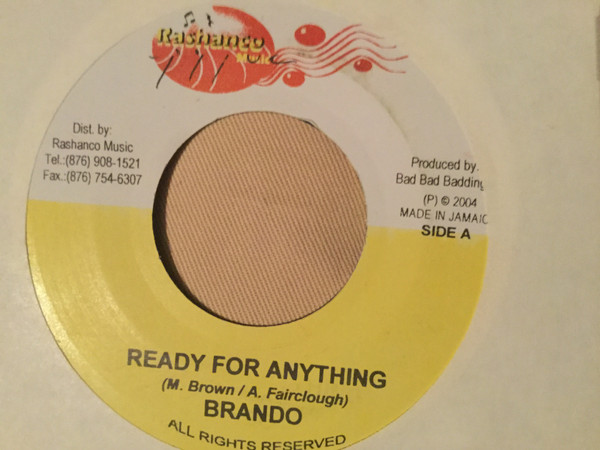 Rashanco
Music
Dist. by:
Rashanco Music
Tel.:(876) 908-1521
Fax.:(876) 754-6307
Produced by.
Bad Bad Badding
(P) © 2004
MADE IN JAMAIC
SIDE A
READY FOR ANYTHING
(M. Brown / A. Fairclough)
BRANDO
ALL RIGHTS RESERVED